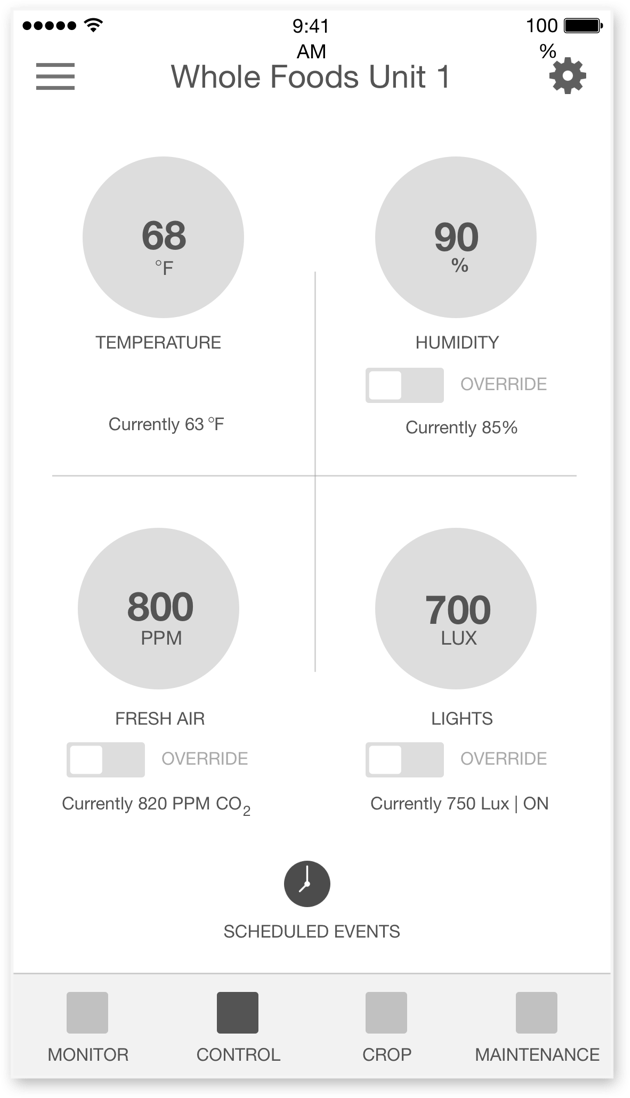 9:41 AM
100 %
Whole Foods Unit 1
68
°F
TEMPERATURE
Currently 63 °F
90
%
HUMIDITY
OVERRIDE
Currently 85%
800
PPM
FRESH AIR
OVERRIDE
Currently 820 PPM CO2
700
LUX
LIGHTS
OVERRIDE
Currently 750 Lux | ON
SCHEDULED EVENTS
MONITOR
CONTROL
CROP
MAINTENANCE